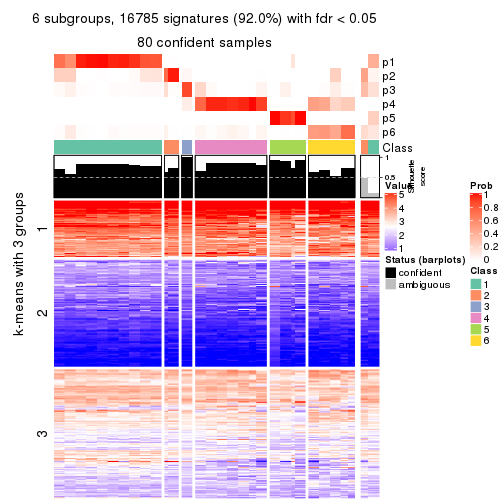 6 subgroups, 16785 signatures (92.0%) with fdr < 0.05
80 confident samples
p1
p2
p3
p4
p5
p6
Class
1
0.5
Silhouette
score
k-means with 3 groups
1
2
3
Value
5
4
3
2
1
Status (barplots)
confident
ambiguous
Prob
1
0.8
0.6
0.4
0.2
0
Class
1
2
3
4
5
6